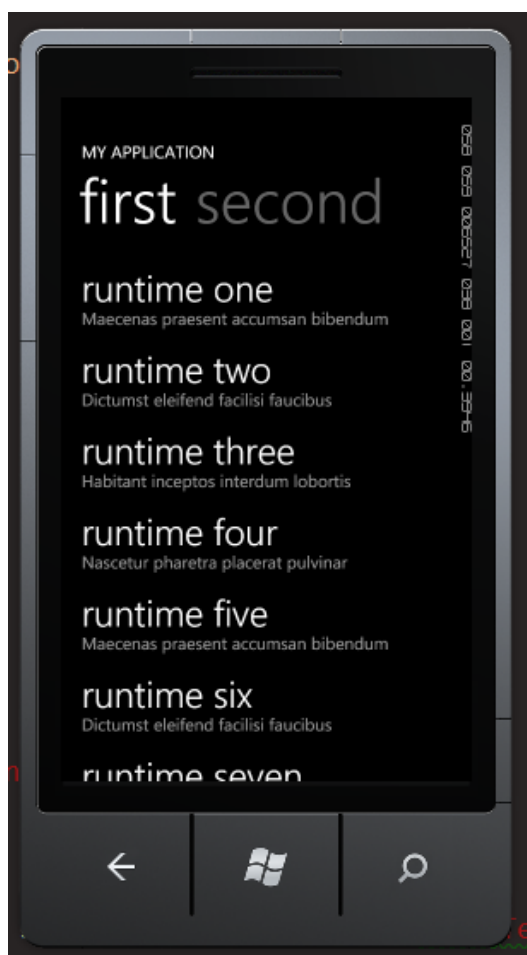 MY APPLICATION
first second
runtime one
Maecenas praesent accumsan bibendum
runtime two
Dictumst eleifend facilisi faucibus
runtime three
Habitant inceptos interdum lobortis
runtime four
Nascetur pharetra placerat pulvinar
runtime five
Maecenas praesent accumsan bibendum
runtime six
Dictumst eleifend facilisi faucibus
runtime seven